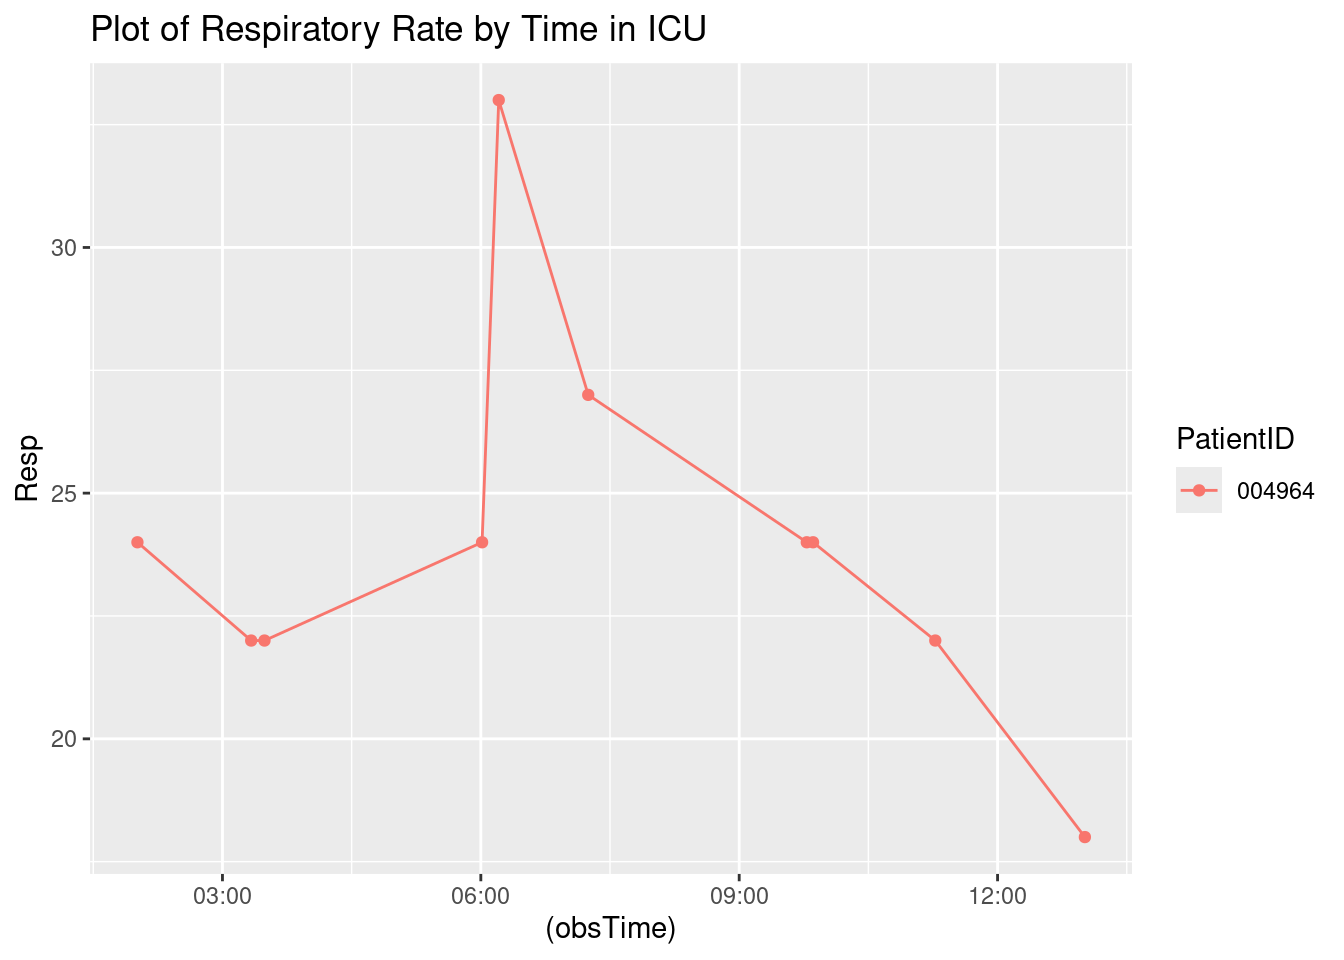 Plot of Respiratory Rate by Time in ICU
Resp
30
25
20
03:00 06:00 09:00 12:00
(obsTime)
PatientID
004964